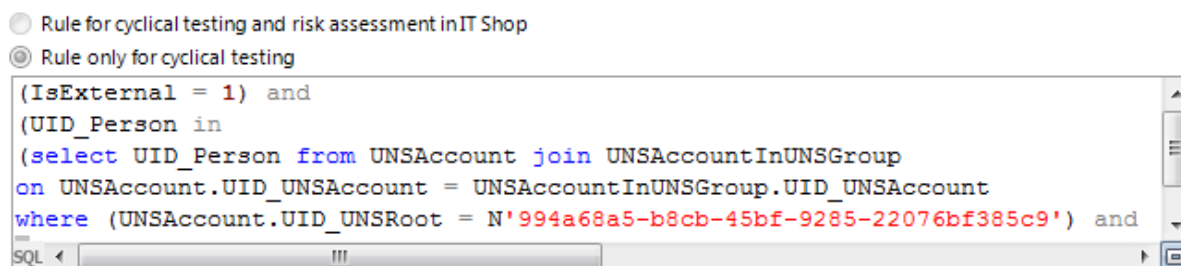 Rule for cyclical testing and risk assessment in IT Shop
Rule only for cyclical testing
(IsExternal = 1) and
(UID_Person in
(select UID_Person from UNSAccount join UNSAccountInUNSGroup
on UNSAccount.UID_UNSAccount = UNSAccountInUNSGroup.UID_UNSAccount
where (UNSAccount.UID_UNSRoot = N'994a68a5-b8cb-45bf-9285-22076bf385c9') and
SQL